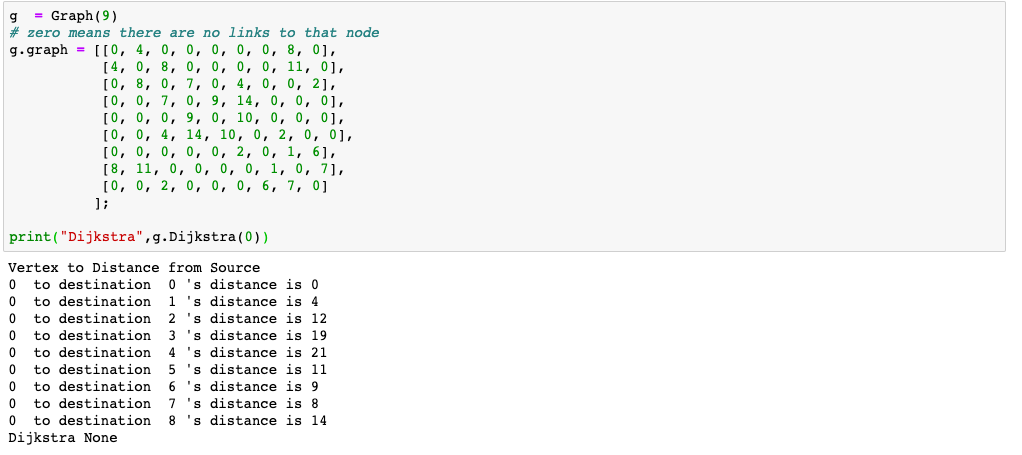 g  = Graph(9)
# zero means there are no links to that node
g.graph = [[0, 4, 0, 0, 0, 0, 0, 8, 0],
           [4, 0, 8, 0, 0, 0, 0, 11, 0],
           [0, 8, 0, 7, 0, 4, 0, 0, 2],
           [0, 0, 7, 0, 9, 14, 0, 0, 0],
           [0, 0, 0, 9, 0, 10, 0, 0, 0],
           [0, 0, 4, 14, 10, 0, 2, 0, 0],
           [0, 0, 0, 0, 0, 2, 0, 1, 6],
           [8, 11, 0, 0, 0, 0, 1, 0, 7],
           [0, 0, 2, 0, 0, 0, 6, 7, 0]
          ];
print("Dijkstra",g.Dijkstra(0))
Vertex to Distance from Source
0  to destination  0 's distance is 0
0  to destination  1 's distance is 4
0  to destination  2 's distance is 12
0  to destination  3 's distance is 19
0  to destination  4 's distance is 21
0  to destination  5 's distance is 11
0  to destination  6 's distance is 9
0  to destination  7 's distance is 8
0  to destination  8 's distance is 14
Dijkstra None